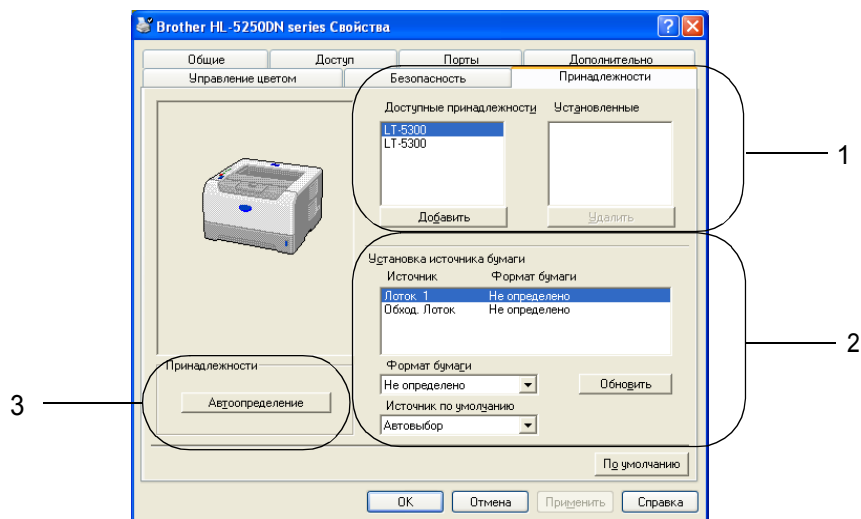 Brother HL-5250DN series Свойства
Общие Доступ Порты Дополнительно
Управление цветом Безопасность Принадлежности
Доступные принадлежности Установленные
LT-5300
LT-5300
Добавить Удалить
1
Установка источника бумаги
Источник Формат бумаги
Лоток 1 Не определено
Обход. Лоток Не определено
2
Формат бумаги
Не определено Обновить
Источник по умолчанию
Автовыбор
Принадлежности
Автоопределение
3
По умолчанию
OK Отмена Применить Справка